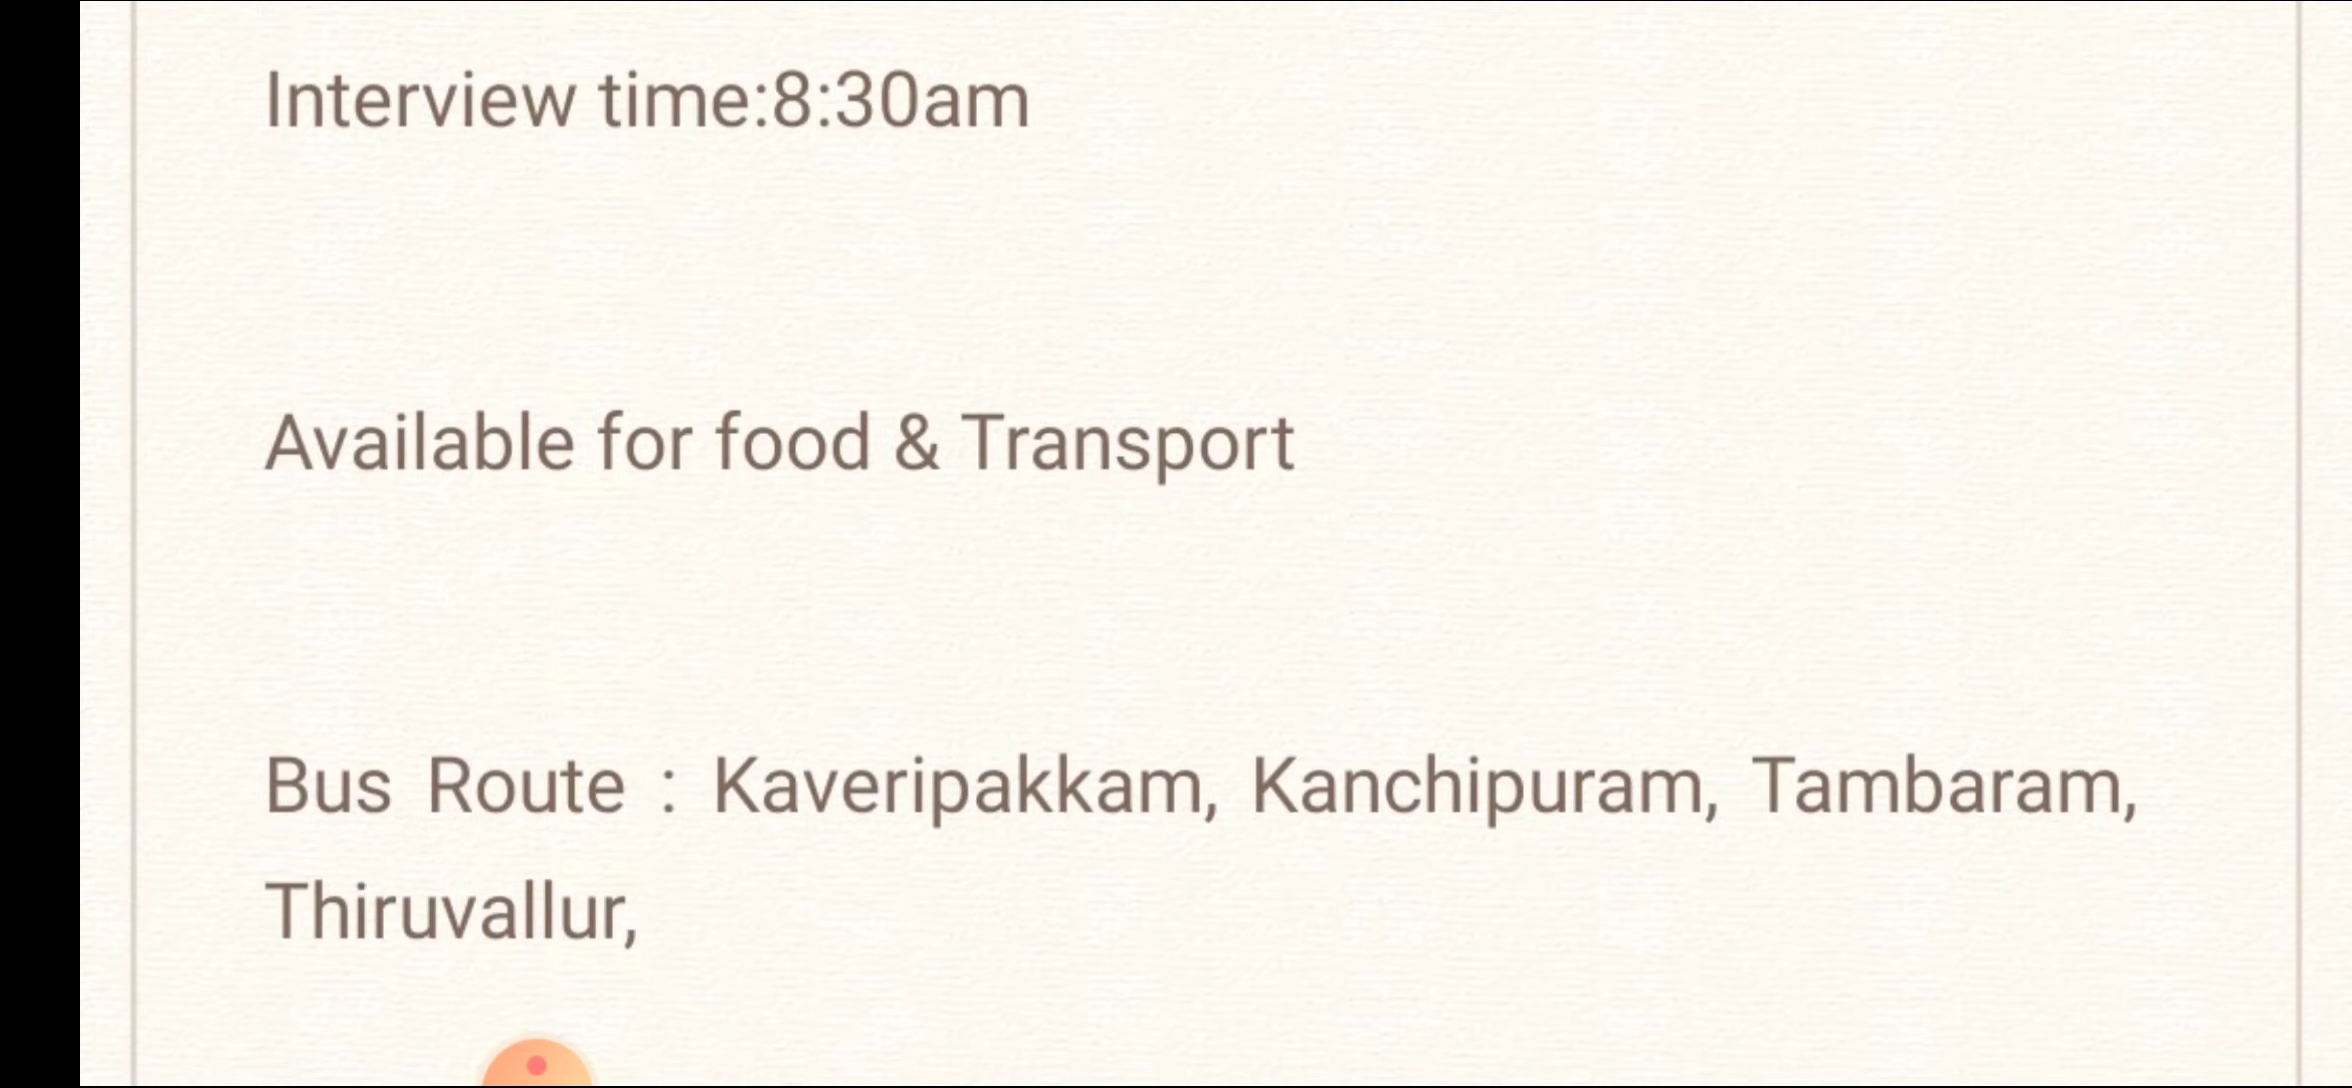 Interview time:8:30am
Available for food & Transport
Bus Route : Kaveripakkam, Kanchipuram, Tambaram,
Thiruvallur,